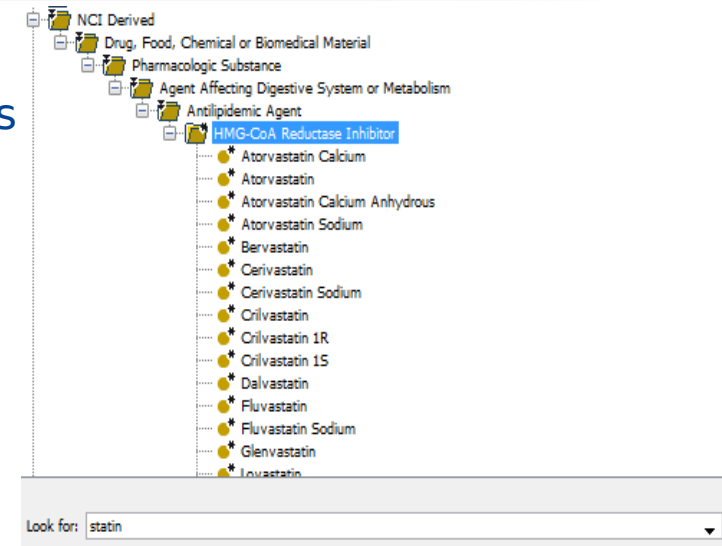 NCI Derived
Drug, Food, Chemical or Biomedical Material
Pharmacologic Substance
Agent Affecting Digestive System or Metabolism
s
Antilipidemic Agent
HMG-CoA Reductase Inhibitor
Atorvastatin Calcium
Atorvastatin
Atorvastatin Calcium Anhydrous
Atorvastatin Sodium
Bervastatin
Cerivastatin
Cerivastatin Sodium
Crilvastatin
Crilvastatin 1R
Crilvastatin 1S
Dalvastatin
Fluvastatin
Fluvastatin Sodium
Glenvastatin
Lovastatin
Look for: statin